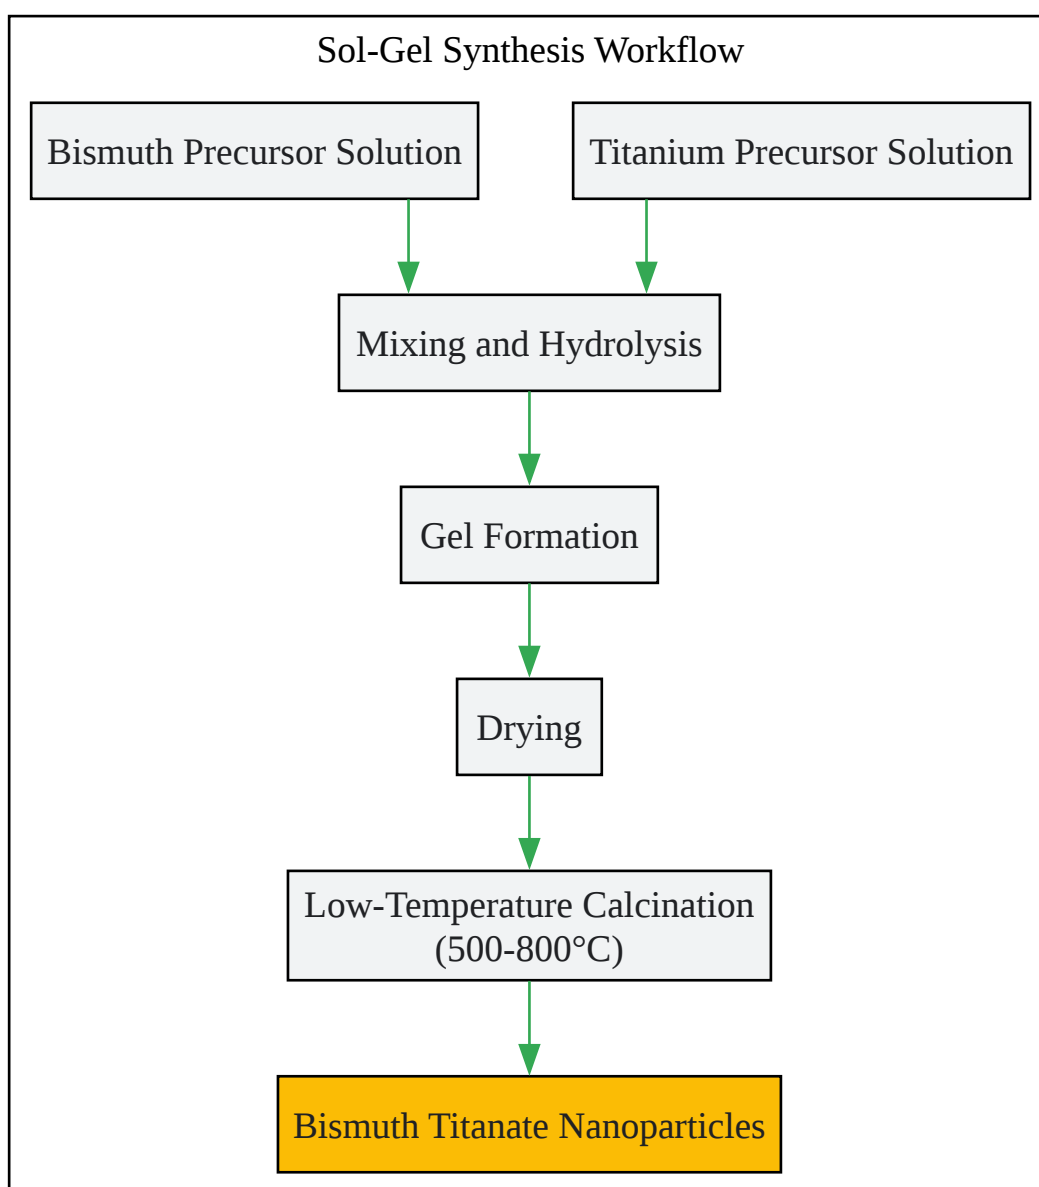 Sol-Gel Synthesis Workflow
Bismuth Precursor Solution
Titanium Precursor Solution
Mixing and Hydrolysis
Gel Formation
Drying
Low-Temperature Calcination
(500-800°C)
Bismuth Titanate Nanoparticles